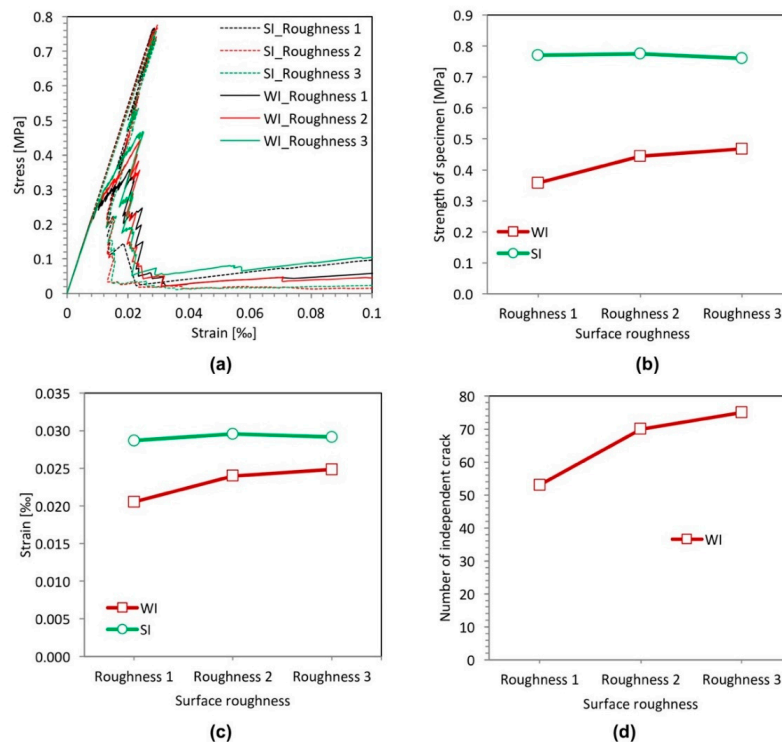 0.8
0.7
0.6
0.5
0.4
0.3
0.2
0.1
0
Stress [MPa]
SI_Roughness 1
SI_Roughness 2
SI_Roughness 3
WI_Roughness 1
WI_Roughness 2
WI_Roughness 3
0 0.02 0.04 0.06 0.08 0.1
Strain [‰]
(a)
0.9
0.8
0.7
0.6
0.5
0.4
0.3
0.2
0.1
0.0
Strength of specimen [MPa]
WI
SI
Roughness 1 Roughness 2 Roughness 3
Surface roughness
(b)
0.035
0.030
0.025
0.020
0.015
0.010
0.005
0.000
Strain [‰]
WI
SI
Roughness 1 Roughness 2 Roughness 3
Surface roughness
(c)
80
70
60
50
40
30
20
10
0
Number of independent crack
WI
Roughness 1 Roughness 2 Roughness 3
Surface roughness
(d)